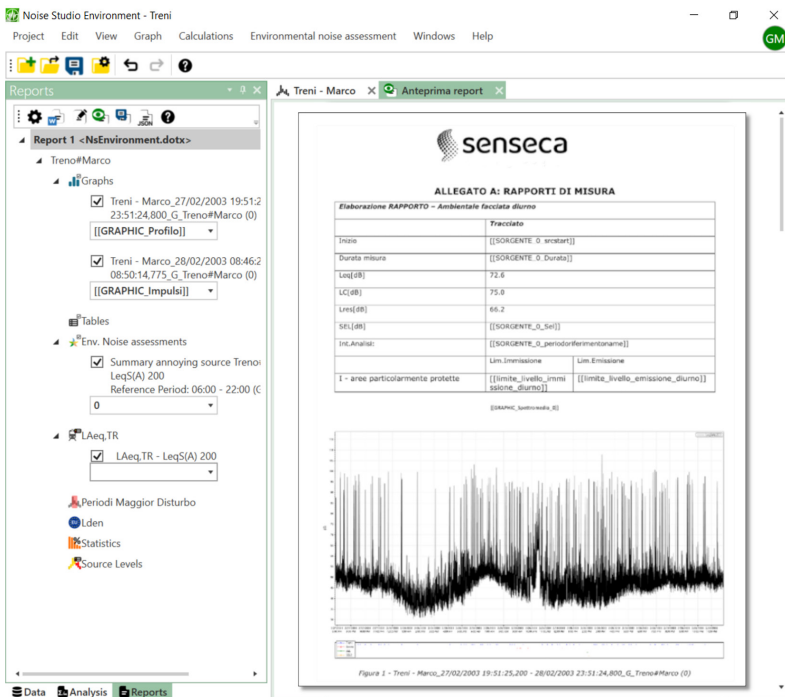 Noise Studio Environment - Treni
Project Edit View Graph Calculations Environmental noise assessment Windows Help
GM
Reports
Treni - Marco
Anteprima report
JSON
Report 1 <NsEnvironment.dotx>
Treno#Marco
Graphs
Treni - Marco_27/02/2003 19:51:2
23:51:24,800_G_Treno#Marco (0)
[[GRAPHIC_Profilo]]
Treni - Marco_28/02/2003 08:46:2
08:50:14,775_G_Treno#Marco (0)
[[GRAPHIC_Impulsi]]
Tables
Env. Noise assessments
Summary annoying source Treno
LeqS(A) 200
Reference Period: 06:00 - 22:00 (
0
LAeq,TR
LAeq,TR - LeqS(A) 200
Periodi Maggior Disturbo
Lden
Statistics
Source Levels
Data Analysis Reports
senseca
ALLEGATO A: RAPPORTI DI MISURA
Elaborazione RAPPORTO – Ambientale facciata diurno
Tracciato
Inizio [[SORGENTE_0_srcstart]]
Durata misura [[SORGENTE_0_Durata]]
Leq[dB] 72.6
LC[dB] 75.0
Lres[dB] 66.2
SEL[dB] [[SORGENTE_0_Sel]]
Int.Analisi: [[SORGENTE_0_periodoriferimentoname]]
Lim.Immissione Lim.Emissione
I - aree particolarmente protette [[limite_livello_immi
ssione_diurno]] [[limite_livello_emissione_diurno]]
[[GRAPHIC_Spettromedia_0]]
Figura 1 - Treni - Marco_27/02/2003 19:51:25,200 - 28/02/2003 23:51:24,800_G_Treno#Marco (0)